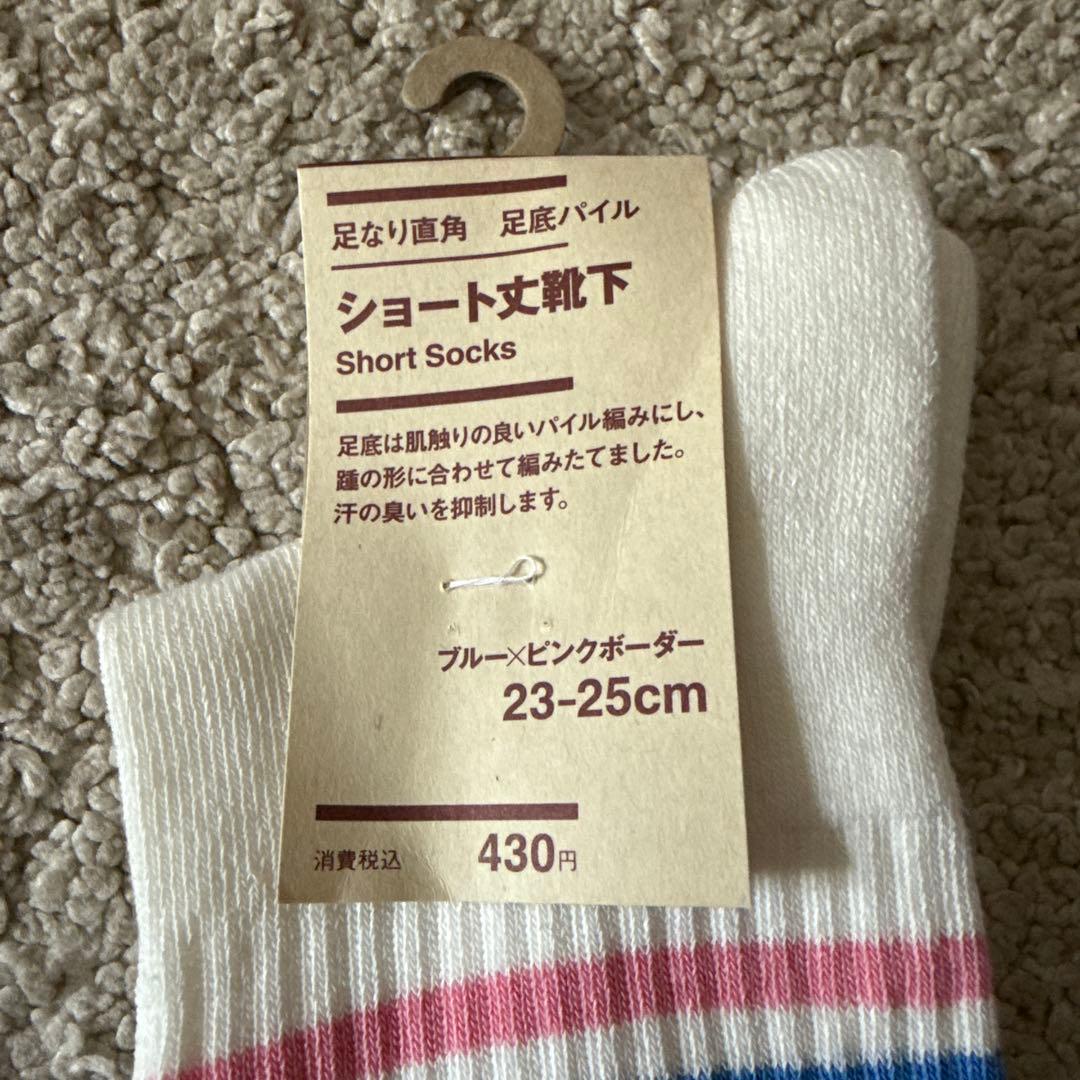 足なり直角　足底パイル
ショート丈靴下
Short Socks
足底は肌触りの良いパイル編みにし、
踵の形に合わせて編みたてました。
汗の臭いを抑制します。
ブルー×ピンクボーダー
23-25cm
消費税込　430円